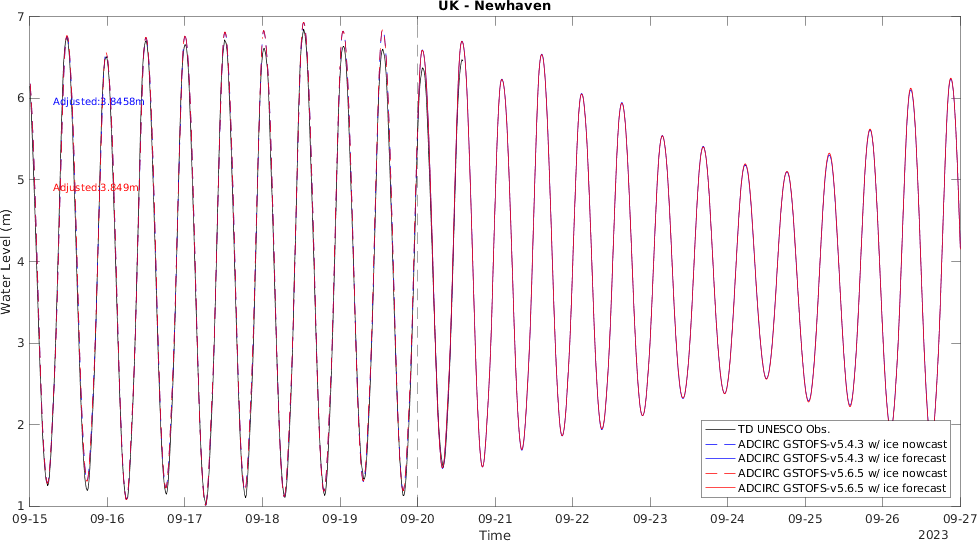 UK - Newhaven
Water Level (m)
7
6
5
4
3
2
1
Adjusted:3.8458m
Adjusted:3.849m
TD UNESCO Obs.
ADCIRC GSTOFS-v5.4.3 w/ ice nowcast
ADCIRC GSTOFS-v5.4.3 w/ ice forecast
ADCIRC GSTOFS-v5.6.5 w/ ice nowcast
ADCIRC GSTOFS-v5.6.5 w/ ice forecast
09-15 09-16 09-17 09-18 09-19 09-20 09-21 09-22 09-23 09-24 09-25 09-26 09-27
Time
2023